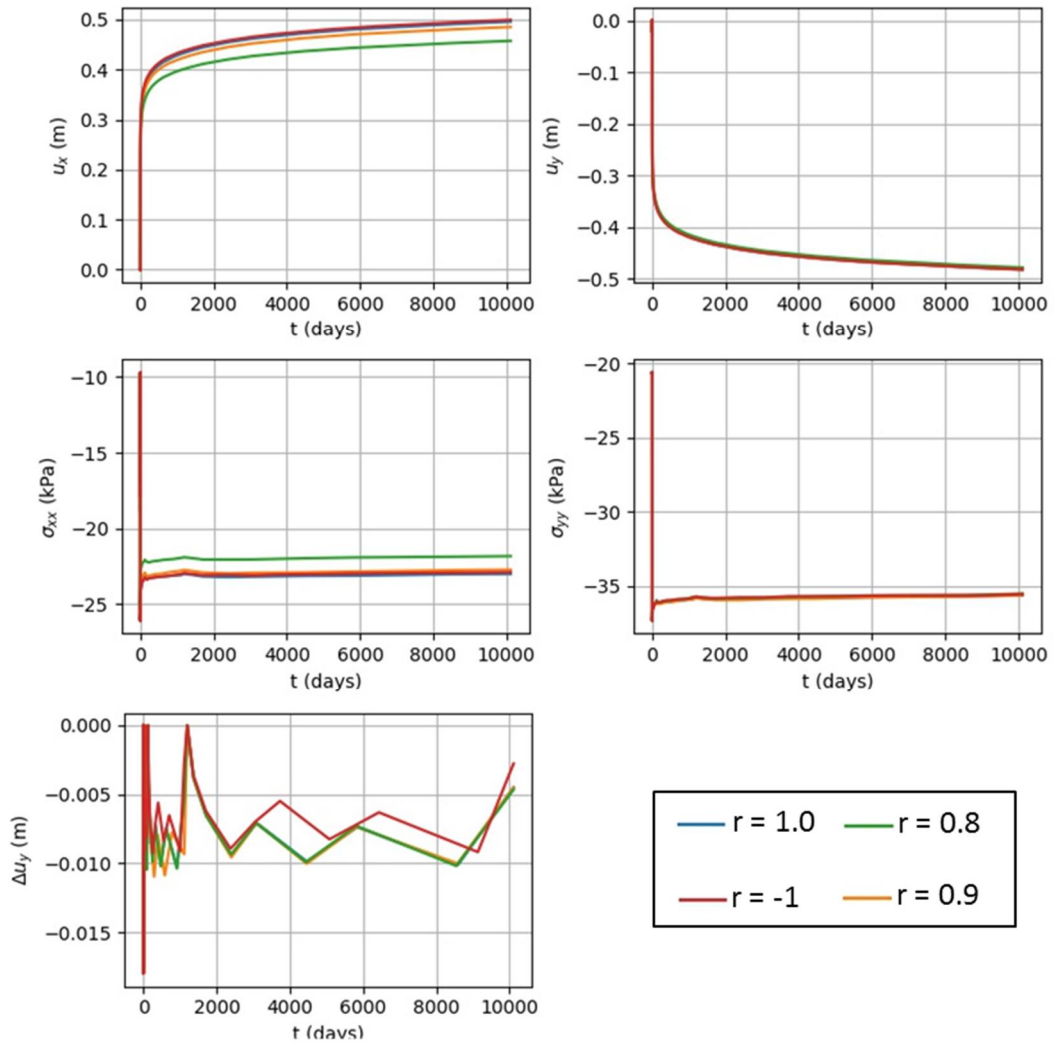 0.5
0.4
0.3
0.2
0.1
0.0
u_x (m)
0 2000 4000 6000 8000 10000
t (days)
0.0
−0.1
−0.2
−0.3
−0.4
−0.5
u_y (m)
0 2000 4000 6000 8000 10000
t (days)
−10
−15
−20
−25
σ_xx (kPa)
0 2000 4000 6000 8000 10000
t (days)
−20
−25
−30
−35
σ_yy (kPa)
0 2000 4000 6000 8000 10000
t (days)
0.000
−0.005
−0.010
−0.015
Δu_y (m)
0 2000 4000 6000 8000 10000
t (days)
r = 1.0 r = 0.8
r = -1 r = 0.9